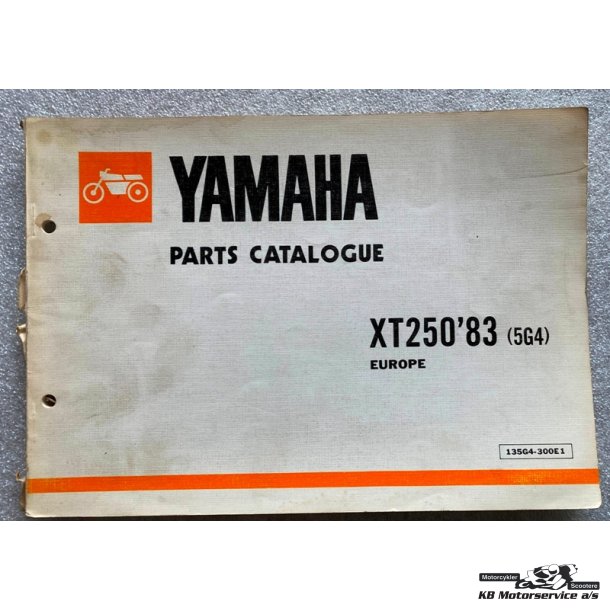 YAMAHA
PARTS CATALOGUE
XT250'83 (5G4)
EUROPE
135G4-300E1
Motorcykler
Scootere
KB Motorservice a/s